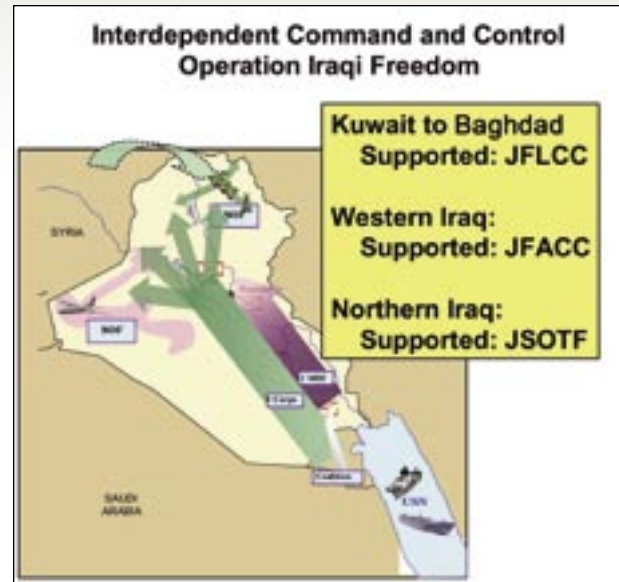 Interdependent Command and Control
Operation Iraqi Freedom
Kuwait to Baghdad
Supported: JFLCC
Western Iraq:
Supported: JFACC
Northern Iraq:
Supported: JSOTF
SYRIA
SOF
SAUDI
ARABIA
USN